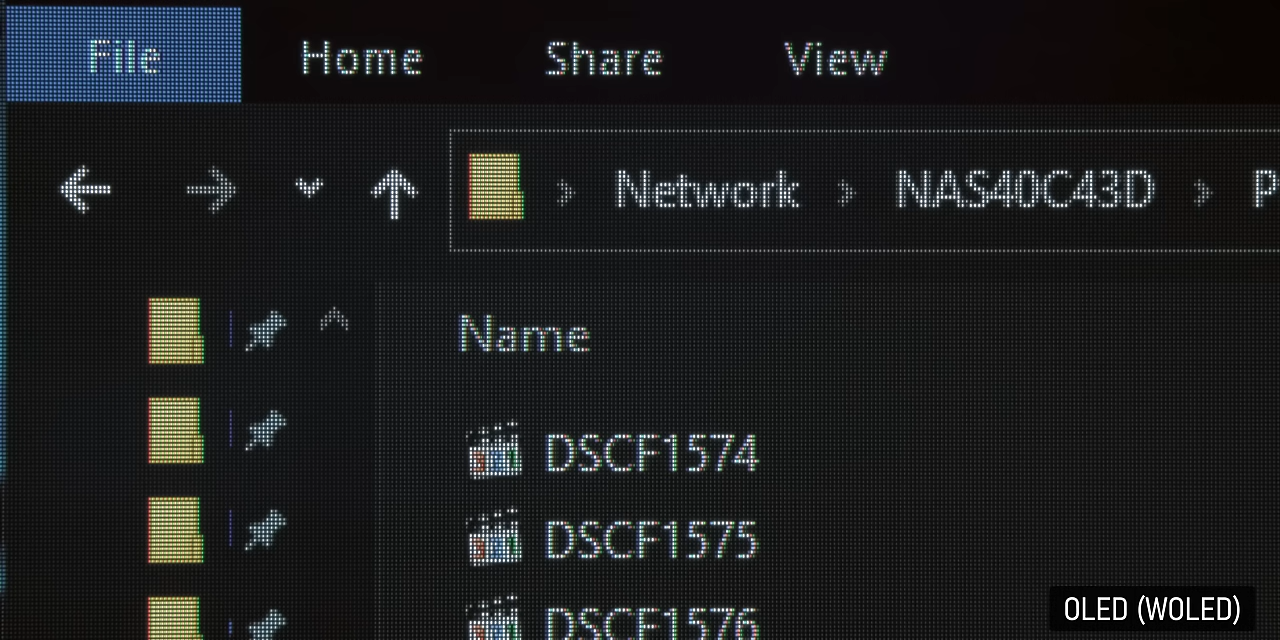 File Home Share View
Network NAS40C43D P
Name
DSCF1574
DSCF1575
DSCF1576
OLED (WOLED)